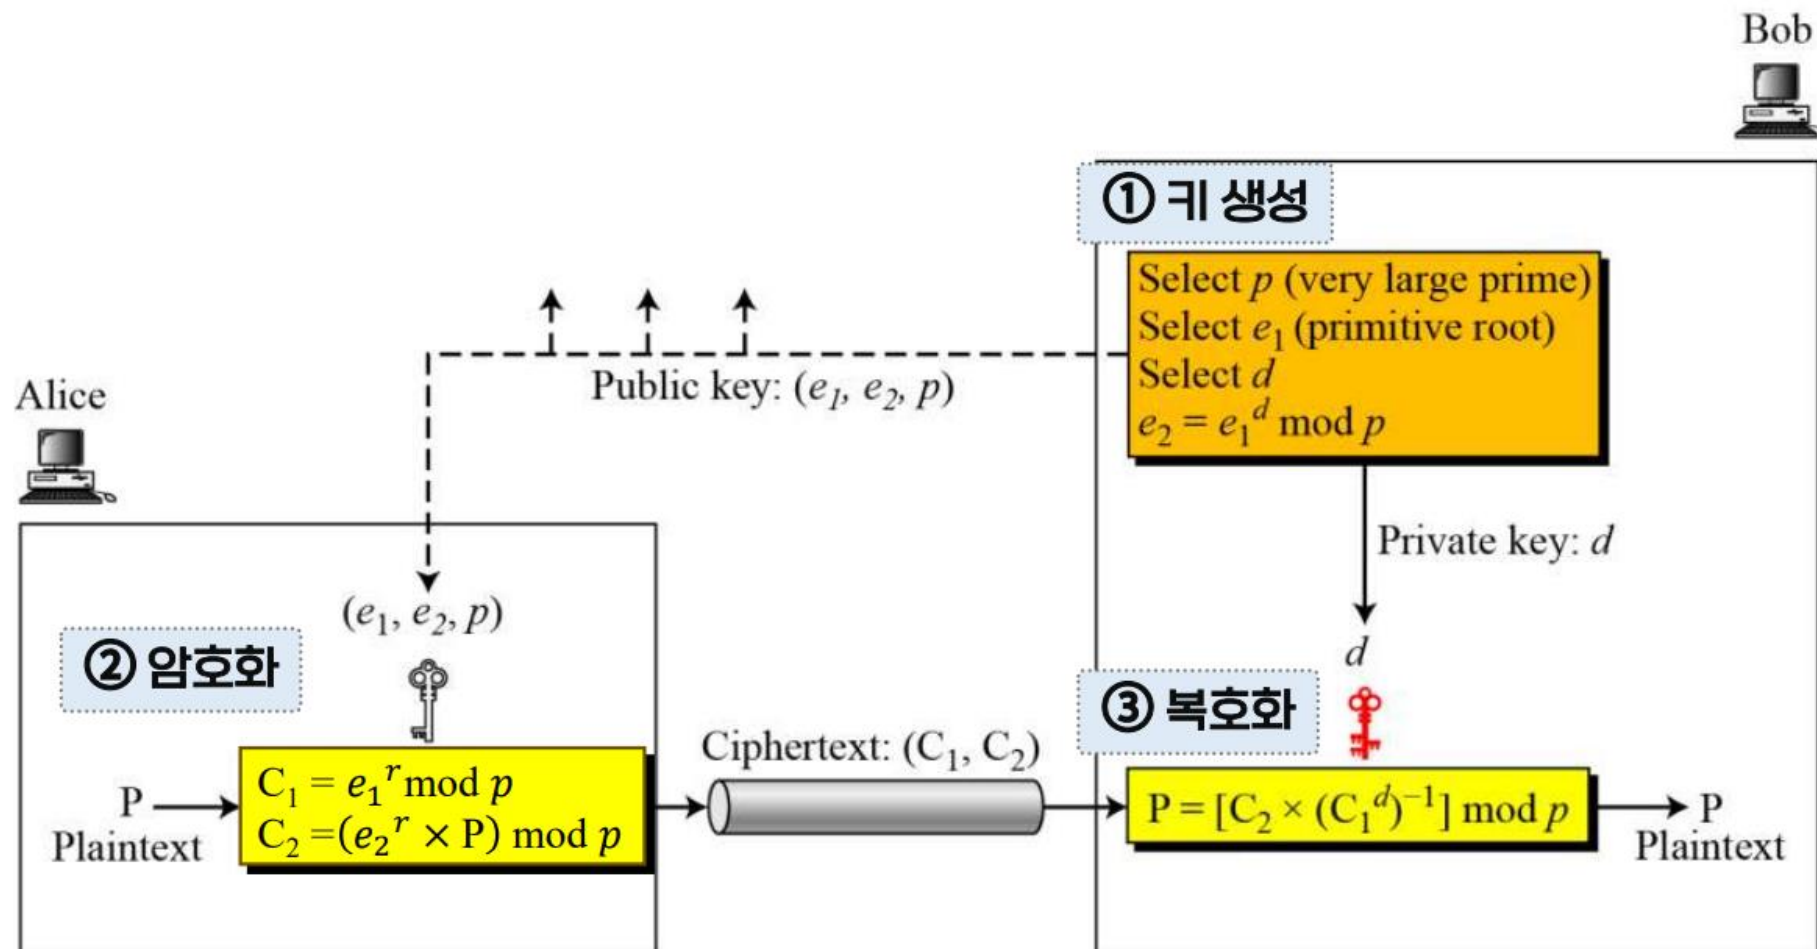 Bob
① 키 생성
Select p (very large prime)
Select e₁ (primitive root)
Select d
e₂ = e₁ᵈ mod p
Public key: (e₁, e₂, p)
Alice
Private key: d
(e₁, e₂, p)
② 암호화
d
③ 복호화
Ciphertext: (C₁, C₂)
P
Plaintext
C₁ = e₁ʳ mod p
C₂ =(e₂ʳ × P) mod p
P = [C₂ × (C₁ᵈ)⁻¹] mod p
P
Plaintext